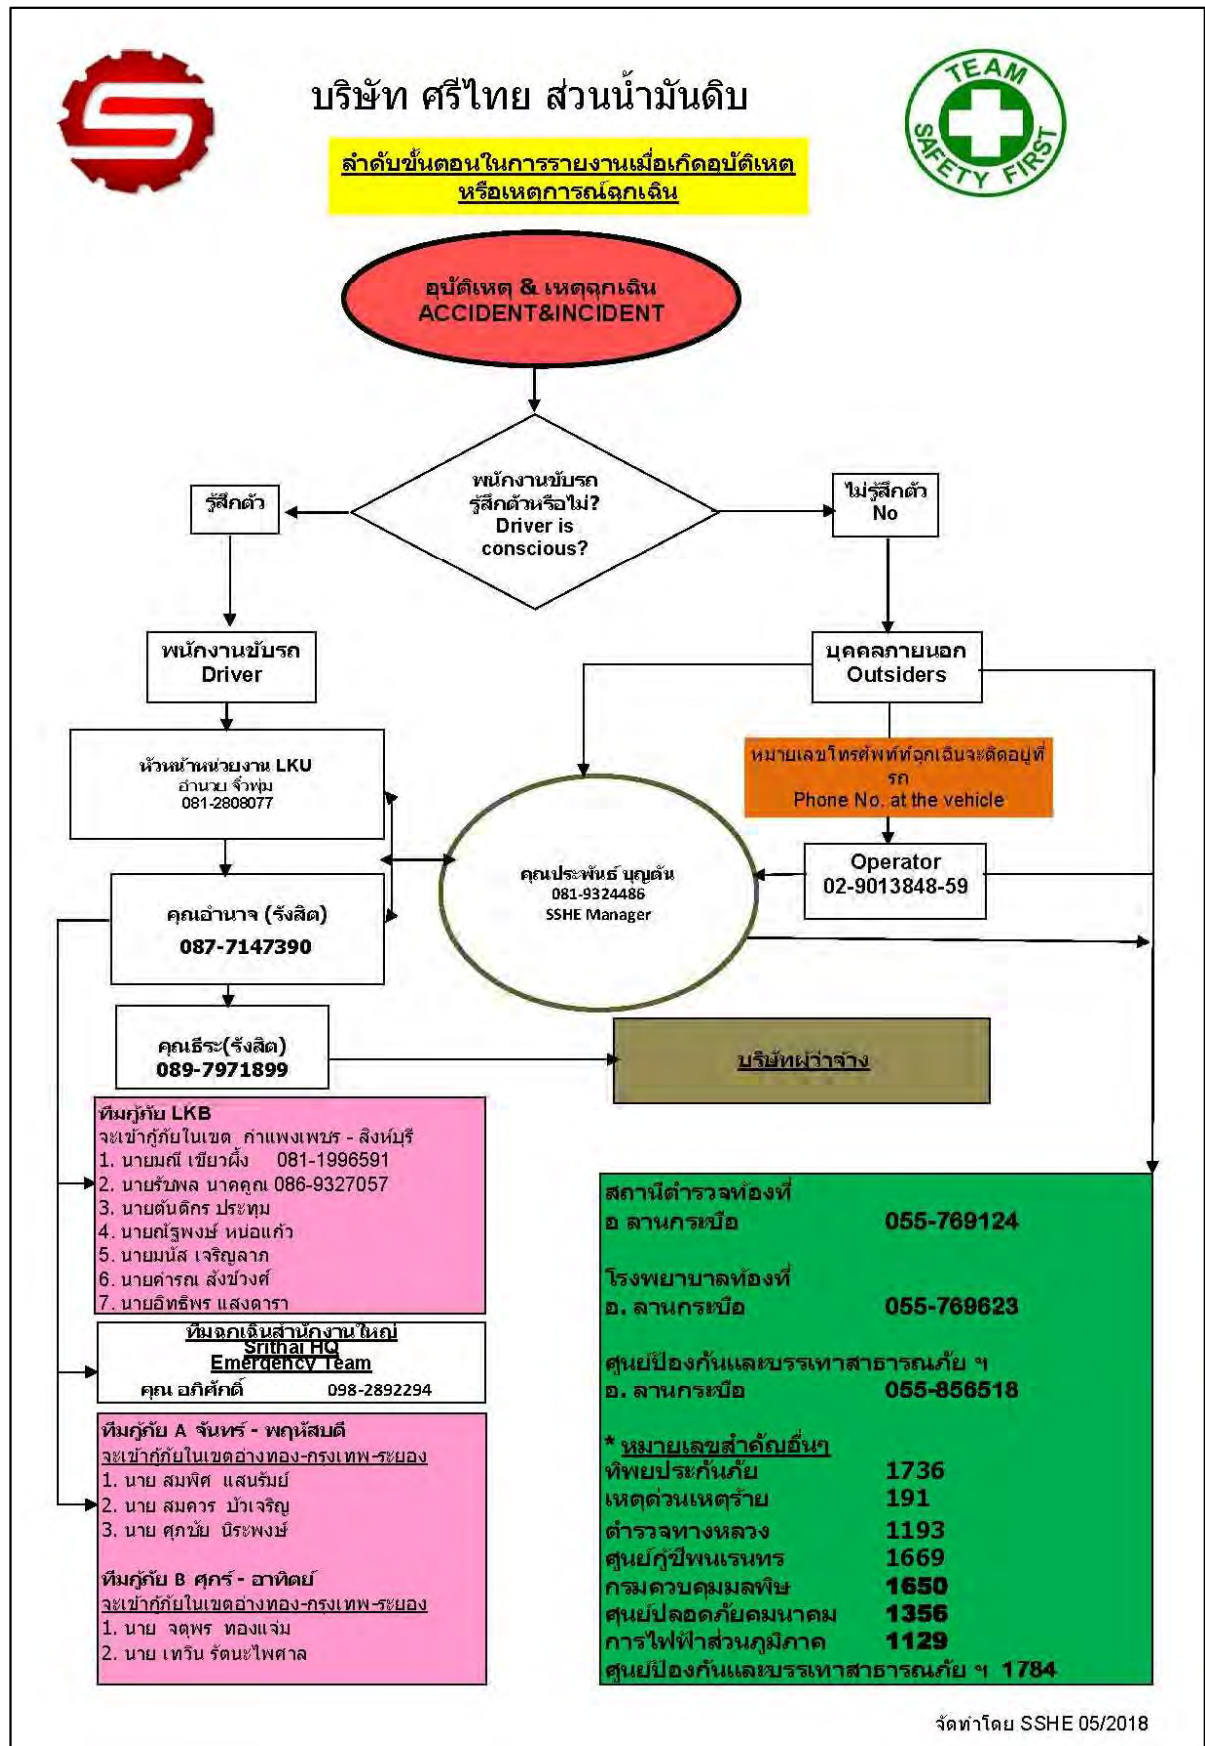 บริษัท ศรีไทย ส่วนน้ำมันดิบ
TEAM
SAFETY FIRST
ลำดับขั้นตอนในการรายงานเมื่อเกิดอุบัติเหตุ
หรือเหตุการณ์ฉุกเฉิน
อุบัติเหตุ & เหตุฉุกเฉิน
ACCIDENT&INCIDENT
พนักงานขับรถ
รู้สึกตัวหรือไม่?
Driver is
conscious?
รู้สึกตัว
ไม่รู้สึกตัว
No
พนักงานขับรถ
Driver
บุคคลภายนอก
Outsiders
หัวหน้าหน่วยงาน LKU
อำนวย จิ๋วพุ่ม
081-2808077
หมายเลขโทรศัพท์ฉุกเฉินจะติดอยู่ที่
รถ
Phone No. at the vehicle
Operator
02-9013848-59
คุณประพันธ์ บุญตัน
081-9324486
SSHE Manager
คุณอำนาจ (รังสิต)
087-7147390
คุณธีระ(รังสิต)
089-7971899
บริษัทผู้ว่าจ้าง
ทีมกู้ภัย LKB
จะเข้ากู้ภัยในเขต กำแพงเพชร - สิงห์บุรี
1. นายมณี เขียวผึ้ง 081-1996591
2. นายรับพล นาคคูณ 086-9327057
3. นายตันติกร ประทุม
4. นายณัฐพงษ์ หน่อแก้ว
5. นายมนัส เจริญลาภ
6. นายคำรณ สังข์วงศ์
7. นายอิทธิพร แสงดารา
ทีมฉุกเฉินสำนักงานใหญ่
Srithai HQ
Emergency Team
คุณ อภิศักดิ์ 098-2892294
ทีมกู้ภัย A จันทร์ - พฤหัสบดี
จะเข้ากู้ภัยในเขตอ่างทอง-กรุงเทพ-ระยอง
1. นาย สมพิศ แสนรัมย์
2. นาย สมควร บัวเจริญ
3. นาย ศุภชัย นิระพงษ์
ทีมกู้ภัย B ศุกร์ - อาทิตย์
จะเข้ากู้ภัยในเขตอ่างทอง-กรุงเทพ-ระยอง
1. นาย จตุพร ทองแจ่ม
2. นาย เทวิน รัตนะไพศาล
สถานีตำรวจท้องที่
อ ลานกระบือ 055-769124
โรงพยาบาลท้องที่
อ. ลานกระบือ 055-769623
ศูนย์ป้องกันและบรรเทาสาธารณภัย ฯ
อ. ลานกระบือ 055-856518
* หมายเลขสำคัญอื่นๆ
ทิพยประกันภัย 1736
เหตุด่วนเหตุร้าย 191
ตำรวจทางหลวง 1193
ศูนย์กู้ชีพนเรนทร 1669
กรมควบคุมมลพิษ 1650
ศูนย์ปลอดภัยคมนาคม 1356
การไฟฟ้าส่วนภูมิภาค 1129
ศูนย์ป้องกันและบรรเทาสาธารณภัย ฯ 1784
จัดทำโดย SSHE 05/2018